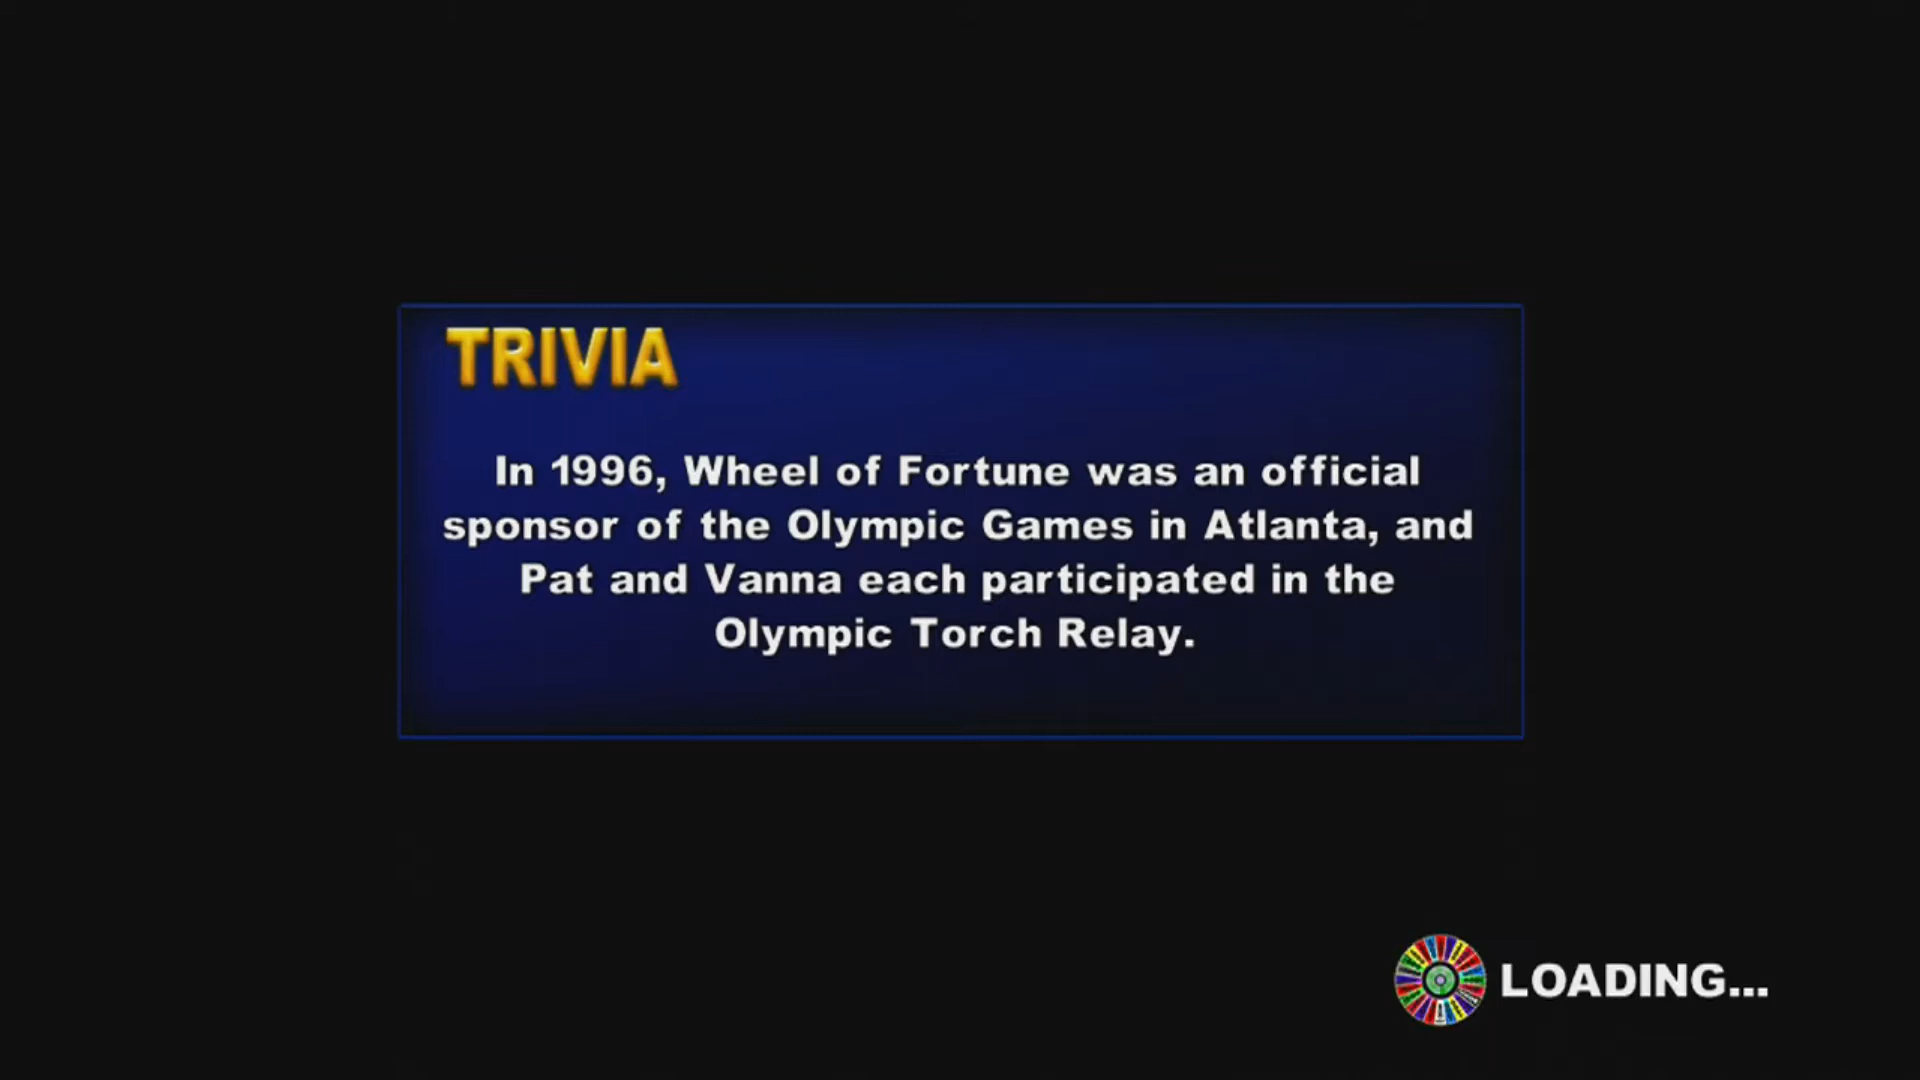 TRIVIA
In 1996, Wheel of Fortune was an official
sponsor of the Olympic Games in Atlanta, and
Pat and Vanna each participated in the
Olympic Torch Relay.
LOADING...